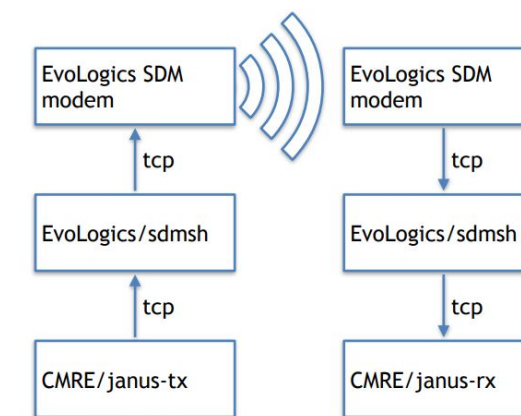 EvoLogics SDM
modem
tcp
EvoLogics/sdmsh
tcp
CMRE/janus-tx
EvoLogics SDM
modem
tcp
EvoLogics/sdmsh
tcp
CMRE/janus-rx